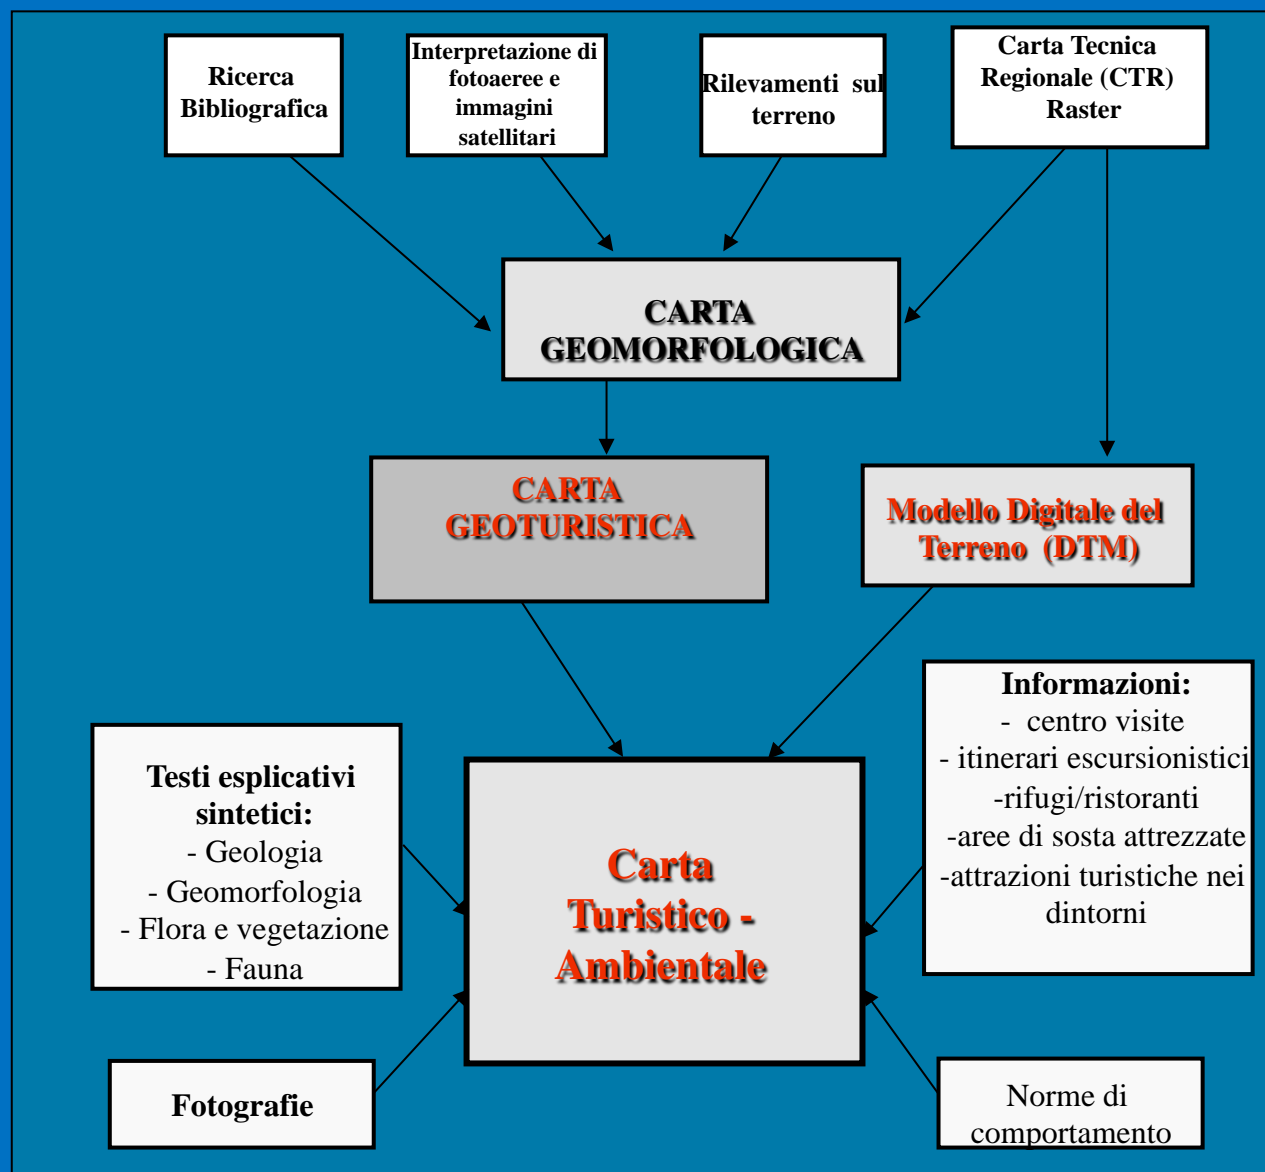 Ricerca
Bibliografica
Interpretazione di
fotoaeree e
immagini
satellitari
Rilevamenti sul
terreno
Carta Tecnica
Regionale (CTR)
Raster
CARTA
GEOMORFOLOGICA
CARTA
GEOTURISTICA
Modello Digitale del
Terreno (DTM)
Informazioni:
- centro visite
- itinerari escursionistici
-rifugi/ristoranti
-aree di sosta attrezzate
-attrazioni turistiche nei
dintorni
Testi esplicativi
sintetici:
- Geologia
- Geomorfologia
- Flora e vegetazione
- Fauna
Carta
Turistico -
Ambientale
Fotografie
Norme di
comportamento